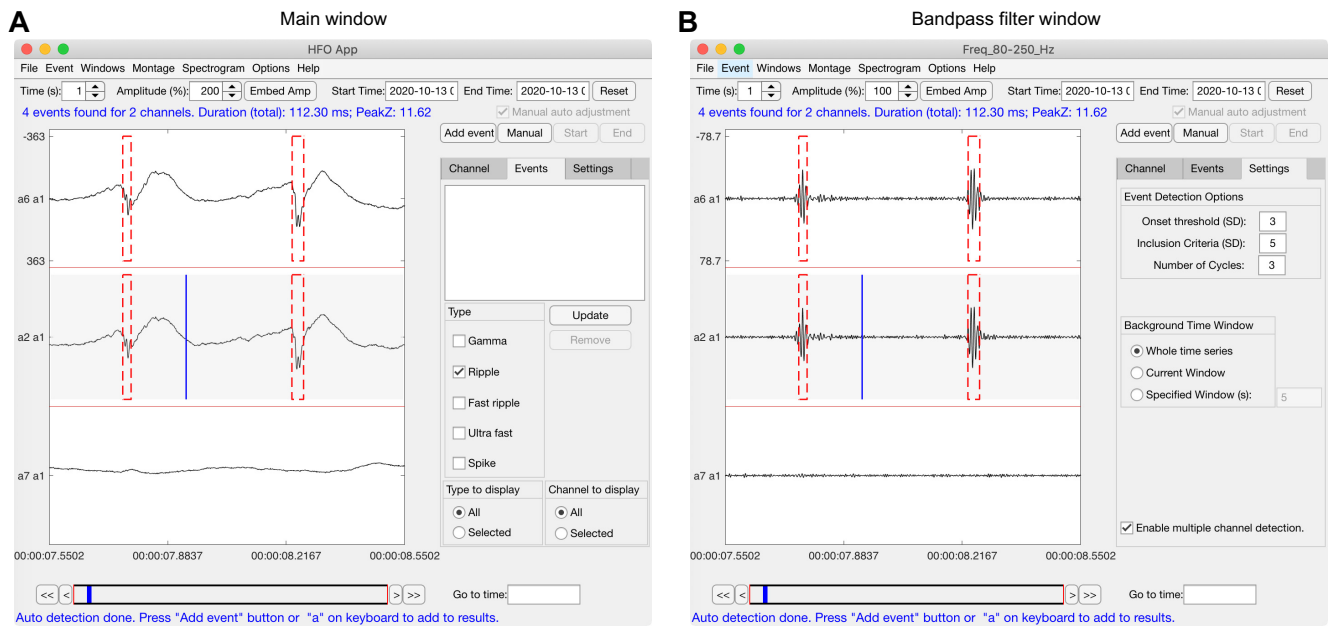 A
Main window
HFO App
File Event Windows Montage Spectrogram Options Help
Time (s): 1 Amplitude (%): 200 Embed Amp Start Time: 2020-10-13 0 End Time: 2020-10-13 0 Reset
4 events found for 2 channels. Duration (total): 112.30 ms; PeakZ: 11.62
Manual auto adjustment
Add event Manual Start End
Channel Events Settings
-363
a6 a1
363
a2 a1
a7 a1
Type
Update
Gamma
Remove
Ripple
Fast ripple
Ultra fast
Spike
Type to display Channel to display
All All
Selected Selected
00:00:07.5502 00:00:07.8837 00:00:08.2167 00:00:08.5502
<< < > >> Go to time:
Auto detection done. Press "Add event" button or "a" on keyboard to add to results.
B
Bandpass filter window
Freq_80-250_Hz
File Event Windows Montage Spectrogram Options Help
Time (s): 1 Amplitude (%): 100 Embed Amp Start Time: 2020-10-13 0 End Time: 2020-10-13 0 Reset
4 events found for 2 channels. Duration (total): 112.30 ms; PeakZ: 11.62
Manual auto adjustment
Add event Manual Start End
Channel Events Settings
-78.7
a6 a1
78.7
a2 a1
a7 a1
Event Detection Options
Onset threshold (SD): 3
Inclusion Criteria (SD): 5
Number of Cycles: 3
Background Time Window
Whole time series
Current Window
Specified Window (s): 5
Enable multiple channel detection.
00:00:07.5502 00:00:07.8837 00:00:08.2167 00:00:08.5502
<< < > >> Go to time:
Auto detection done. Press "Add event" button or "a" on keyboard to add to results.